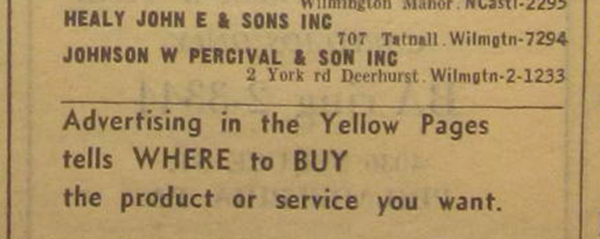 Wilmington Manor. NCastl-2295
HEALY JOHN E & SONS INC
707 Tatnall. Wilmgtn-7294
JOHNSON W PERCIVAL & SON INC
2 York rd Deerhurst. Wilmgtn-2-1233
Advertising in the Yellow Pages
tells WHERE to BUY
the product or service you want.